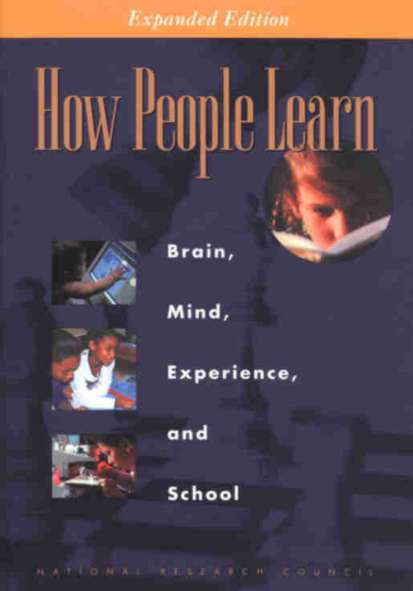 Expanded Edition
How People Learn
Brain,
Mind,
Experience,
and
School
NATIONAL RESEARCH COUNCIL